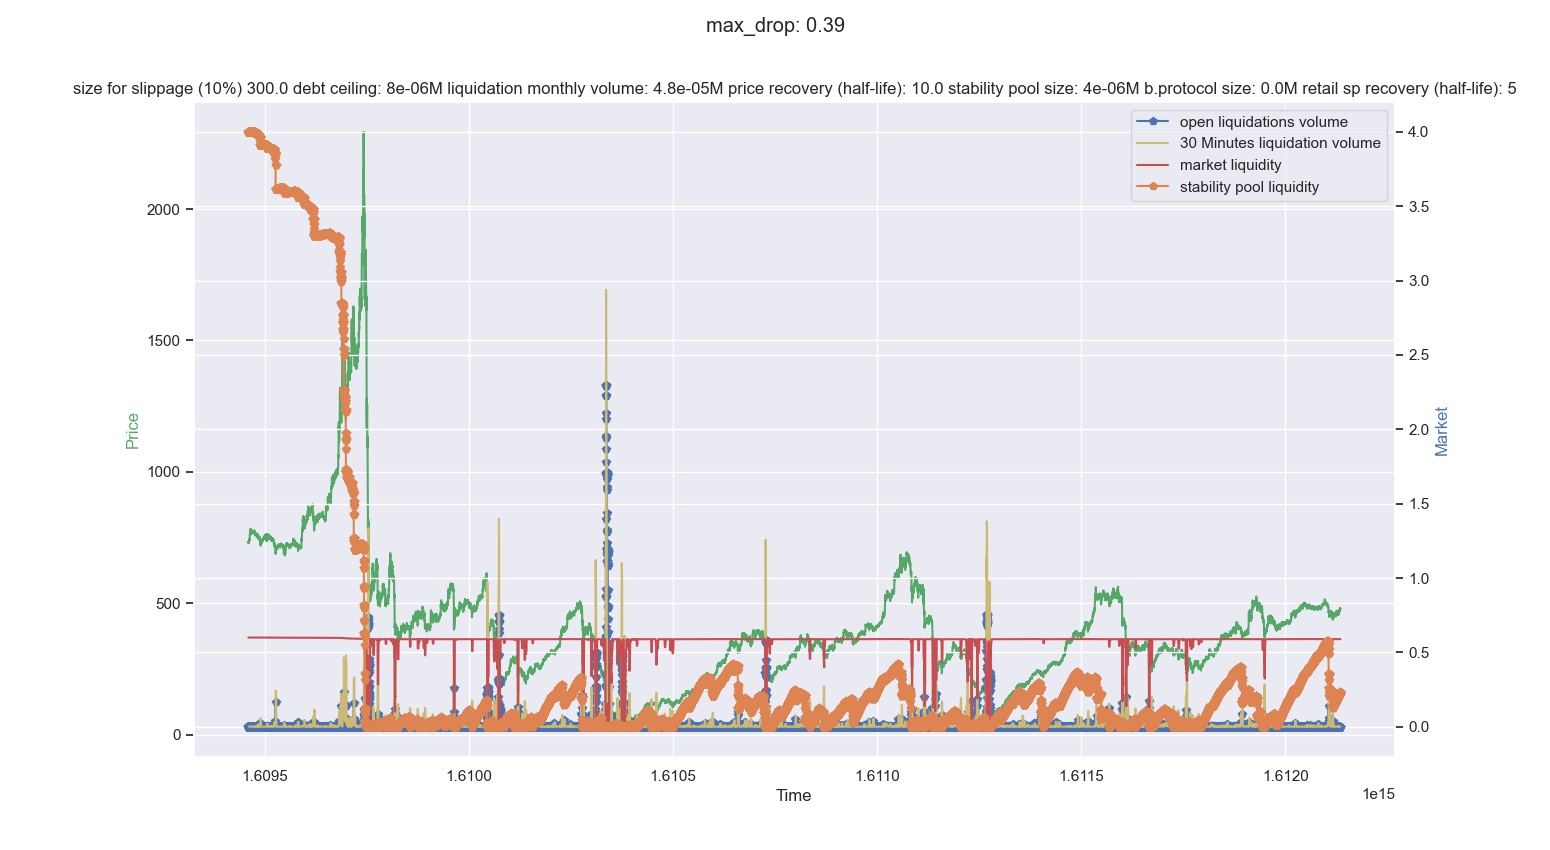 max_drop: 0.39
size for slippage (10%) 300.0 debt ceiling: 8e-06M liquidation monthly volume: 4.8e-05M price recovery (half-life): 10.0 stability pool size: 4e-06M b.protocol size: 0.0M retail sp recovery (half-life): 5
open liquidations volume
30 Minutes liquidation volume
market liquidity
stability pool liquidity
2000
1500
1000
500
0
Price
4.0
3.5
3.0
2.5
2.0
1.5
1.0
0.5
0.0
Market
1.6095 1.6100 1.6105 1.6110 1.6115 1.6120
Time
1e15